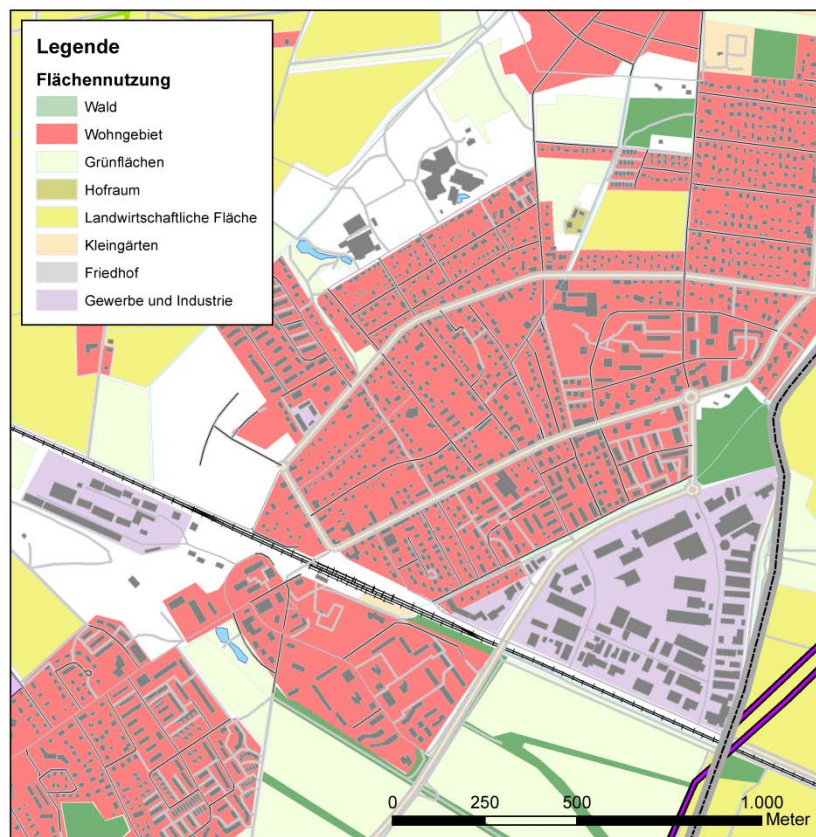 Legende
Flächennutzung
Wald
Wohngebiet
Grünflächen
Hofraum
Landwirtschaftliche Fläche
Kleingärten
Friedhof
Gewerbe und Industrie
0 250 500 1.000
Meter